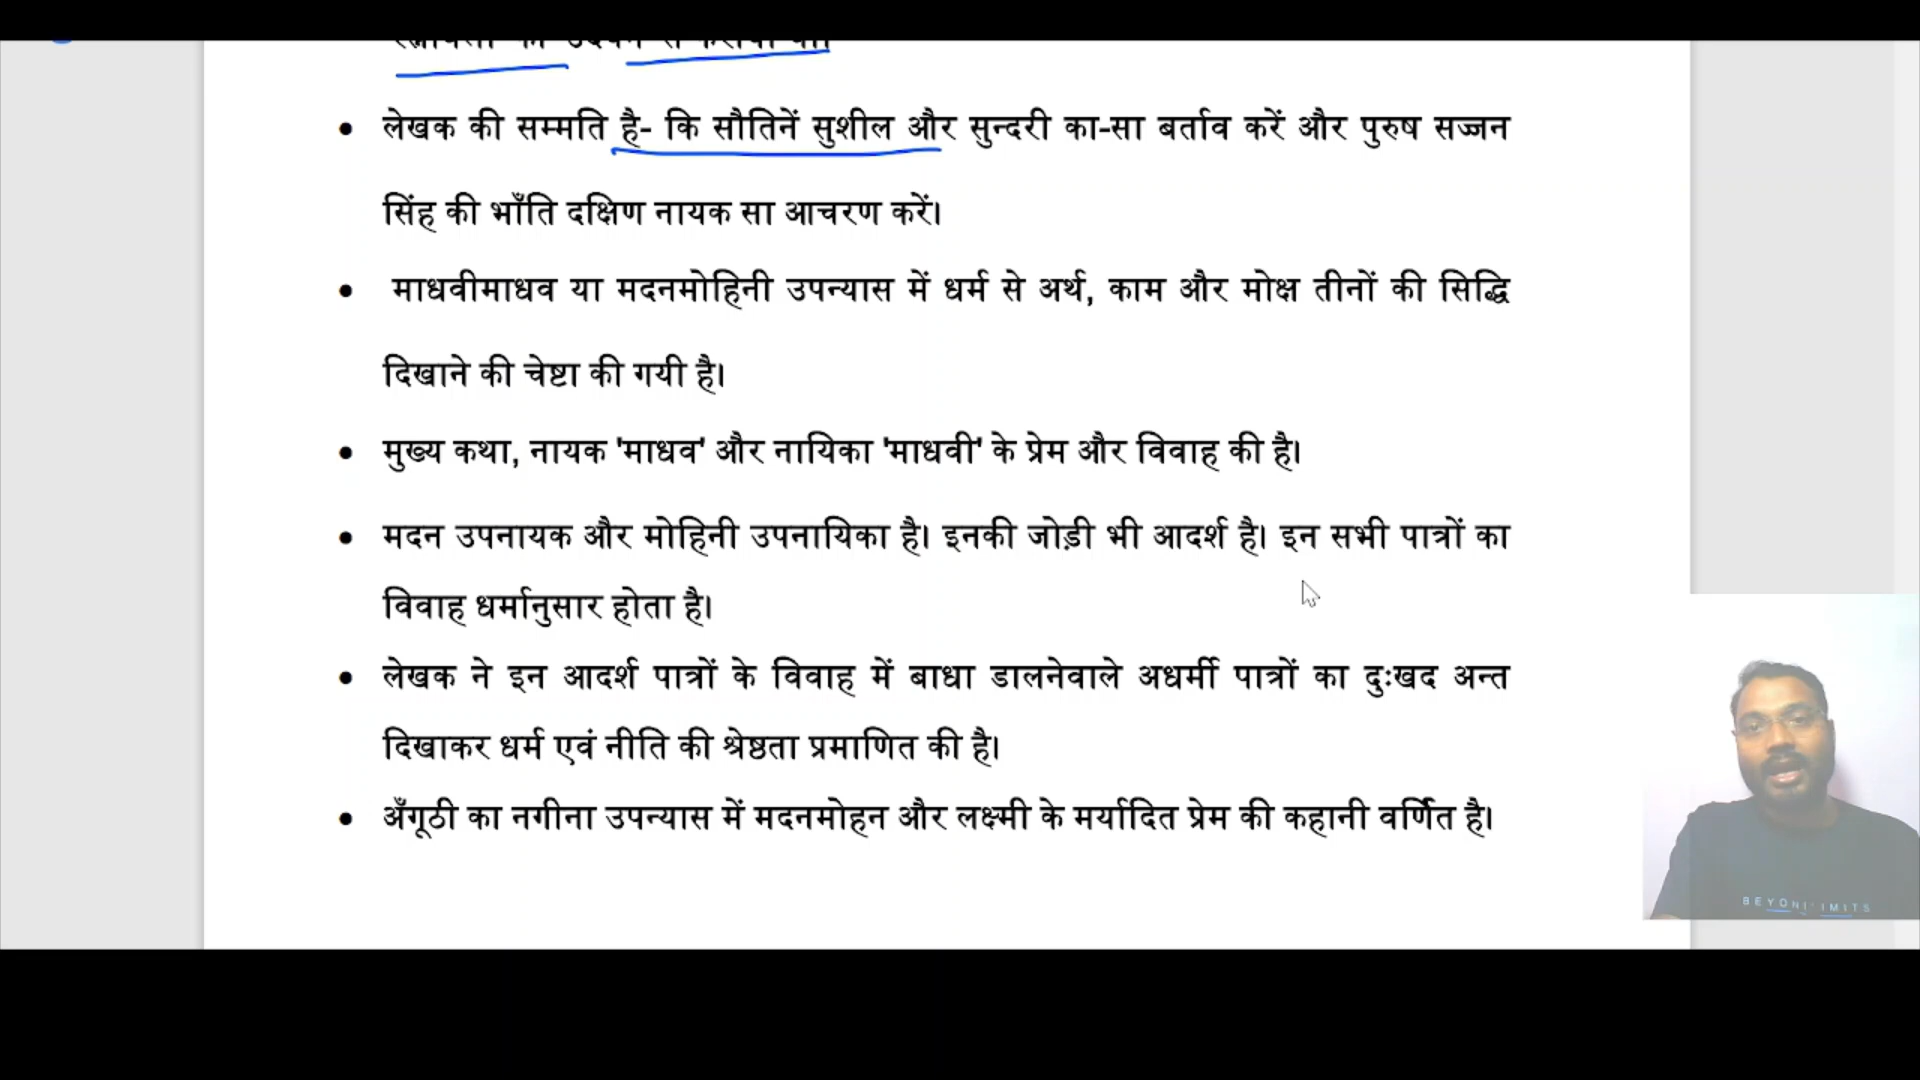 लेखक की सम्मति है- कि सौतिनें सुशील और सुन्दरी का-सा बर्ताव करें और पुरुष सज्जन
सिंह की भाँति दक्षिण नायक सा आचरण करें।
माधवीमाधव या मदनमोहिनी उपन्यास में धर्म से अर्थ, काम और मोक्ष तीनों की सिद्धि
दिखाने की चेष्टा की गयी है।
मुख्य कथा, नायक 'माधव' और नायिका 'माधवी' के प्रेम और विवाह की है।
मदन उपनायक और मोहिनी उपनायिका है। इनकी जोड़ी भी आदर्श है। इन सभी पात्रों का
विवाह धर्मानुसार होता है।
लेखक ने इन आदर्श पात्रों के विवाह में बाधा डालनेवाले अधर्मी पात्रों का दुःखद अन्त
दिखाकर धर्म एवं नीति की श्रेष्ठता प्रमाणित की है।
अँगूठी का नगीना उपन्यास में मदनमोहन और लक्ष्मी के मर्यादित प्रेम की कहानी वर्णित है।